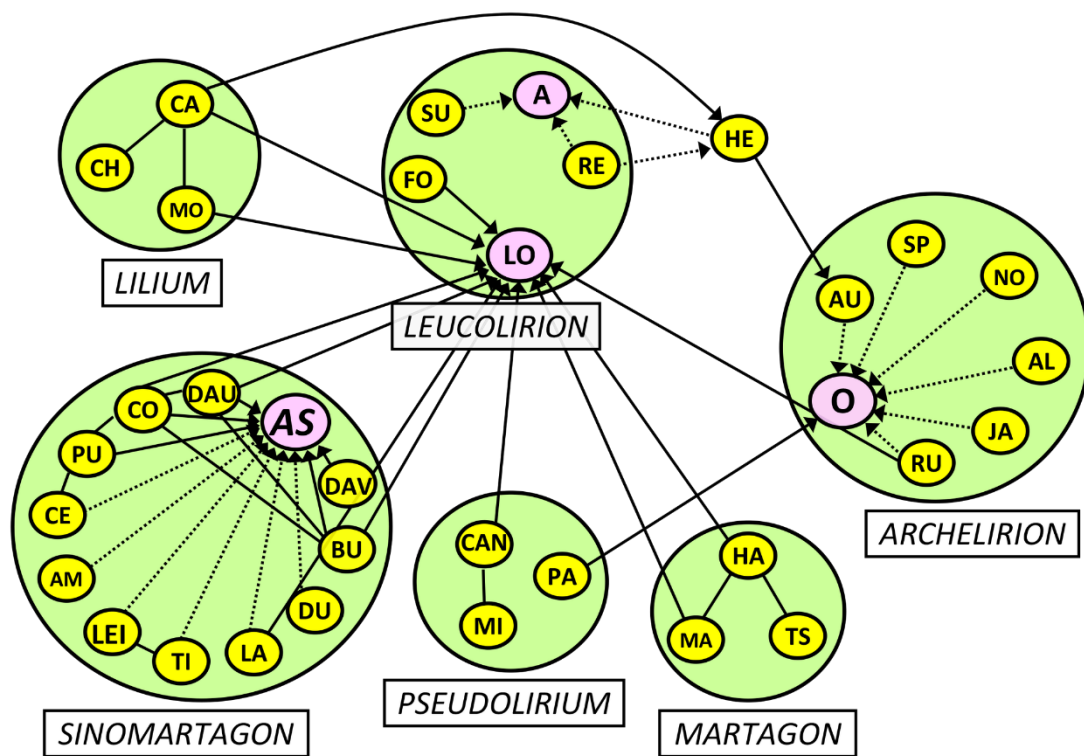 CA
CH
MO
LILIUM
SU
A
RE
FO
LO
LEUCOLIRION
HE
SP
NO
AU
AL
O
JA
RU
ARCHELIRION
DAU
CO
AS
PU
DAV
CE
BU
AM
DU
LEI
LA
TI
SINOMARTAGON
CAN
PA
MI
PSEUDOLIRIUM
HA
MA
TS
MARTAGON